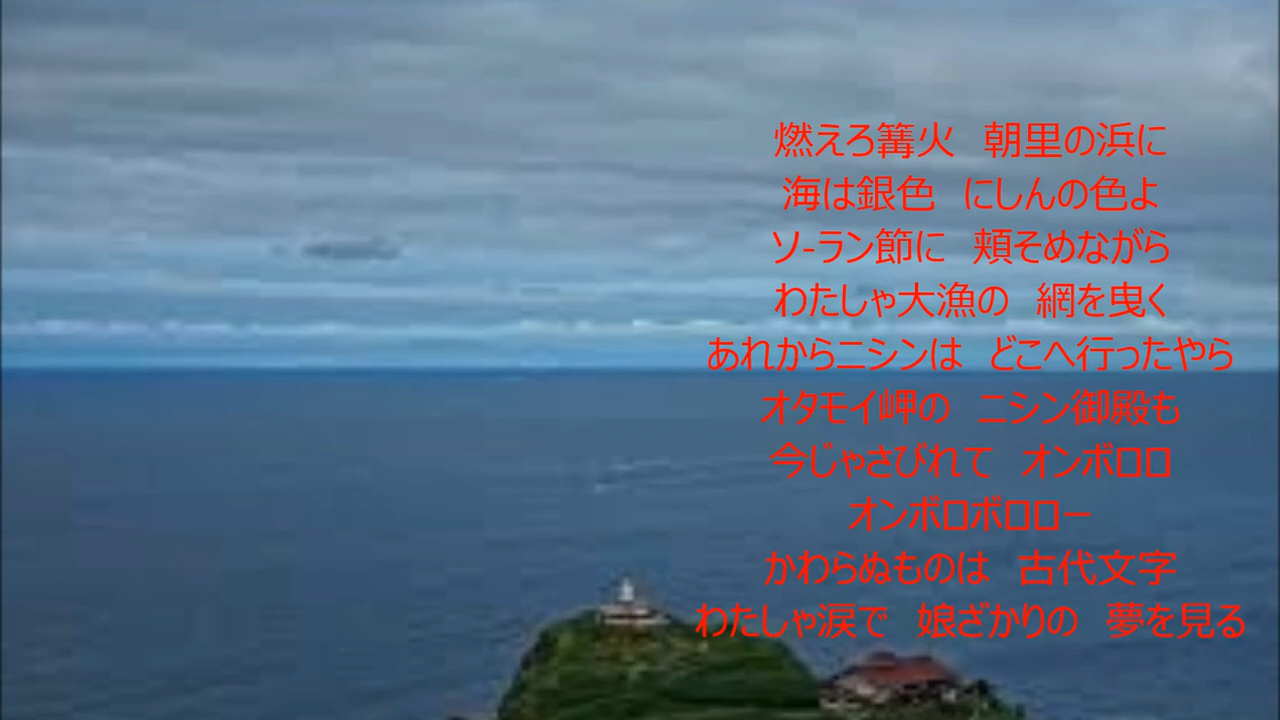 燃えろ篝火　朝里の浜に
海は銀色　にしんの色よ
ソ-ラン節に　頬そめながら
わたしゃ大漁の　網を曳く
あれからニシンは　どこへ行ったやら
オタモイ岬の　ニシン御殿も
今じゃさびれて　オンボロロ
オンボロボロロー
かわらぬものは　古代文字
わたしゃ涙で　娘ざかりの　夢を見る